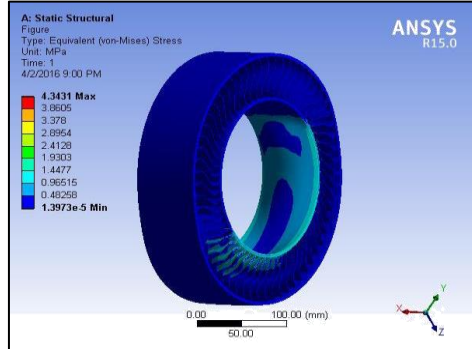 A: Static Structural
Figure
Type: Equivalent (von-Mises) Stress
Unit: MPa
Time: 1
4/2/2016 9:00 PM
4.3431 Max
3.8605
3.378
2.8954
2.4128
1.9303
1.4477
0.96515
0.48258
1.3973e-5 Min
ANSYS
R15.0
0.00 100.00 (mm)
50.00
Y
X
Z